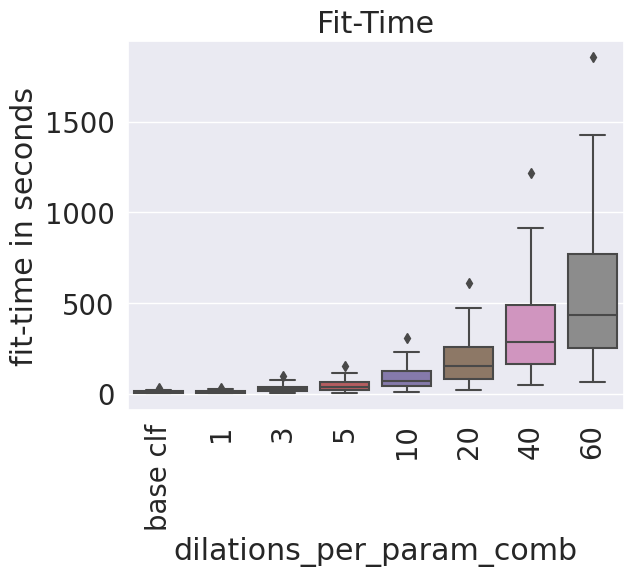 Fit-Time
fit-time in seconds
1500
1000
500
0
base clf
1
3
5
10
20
40
60
dilations_per_param_comb